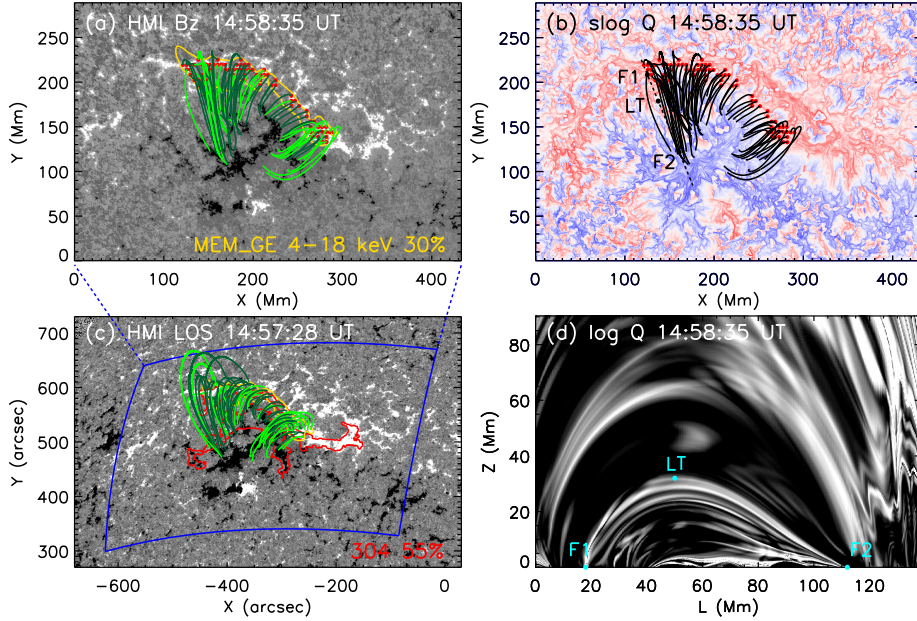 (a) HMI Bz 14:58:35 UT
Y (Mm)
250
200
150
100
50
0
MEM_GE 4-18 keV 30%
0 100 200 300 400
X (Mm)
(b) slog Q 14:58:35 UT
F1
LT
F2
Y (Mm)
250
200
150
100
50
0
0 100 200 300 400
X (Mm)
(c) HMI LOS 14:57:28 UT
Y (arcsec)
700
600
500
400
300
304 55%
-600 -400 -200 0
X (arcsec)
(d) log Q 14:58:35 UT
Z (Mm)
80
60
40
20
0
LT
F1
F2
0 20 40 60 80 100 120
L (Mm)